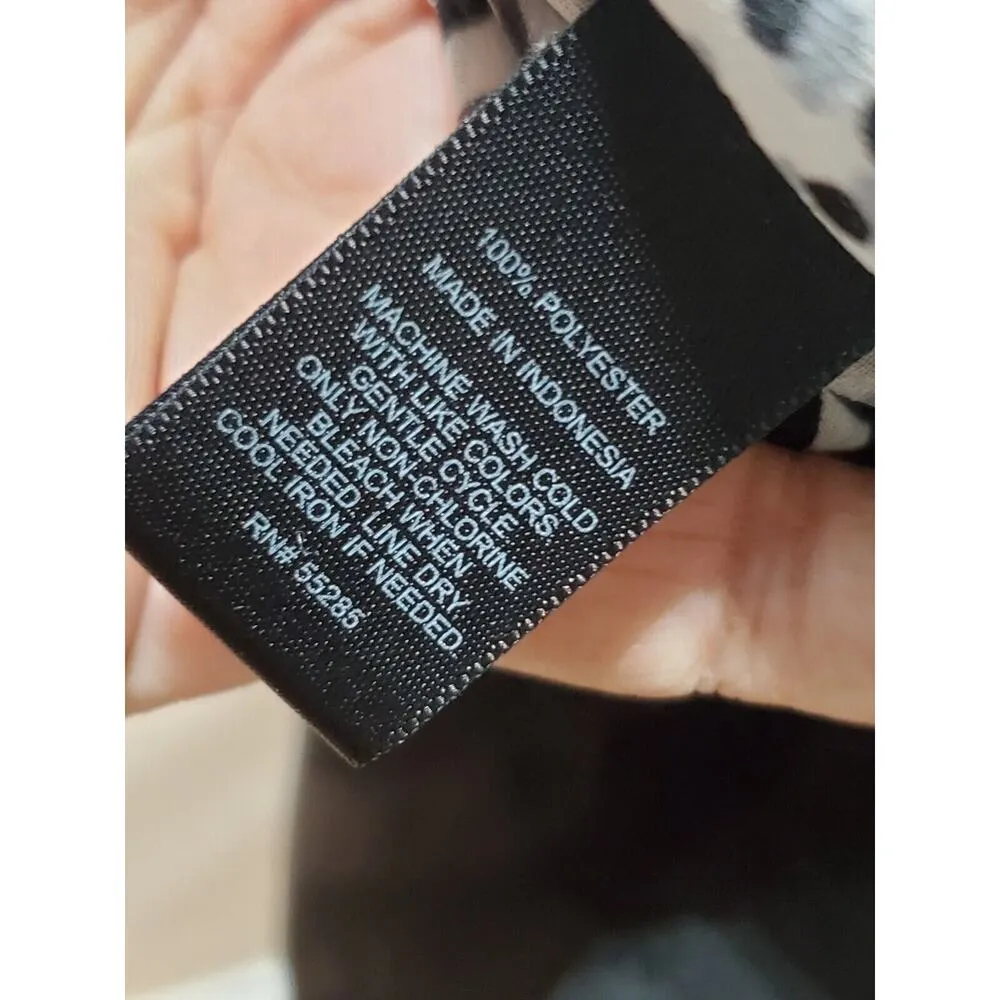 100% POLYESTER
MADE IN INDONESIA
MACHINE WASH COLD
WITH LIKE COLORS
GENTLE CYCLE
ONLY NON-CHLORINE
BLEACH WHEN
NEEDED LINE DRY
COOL IRON IF NEEDED
RN# 55285